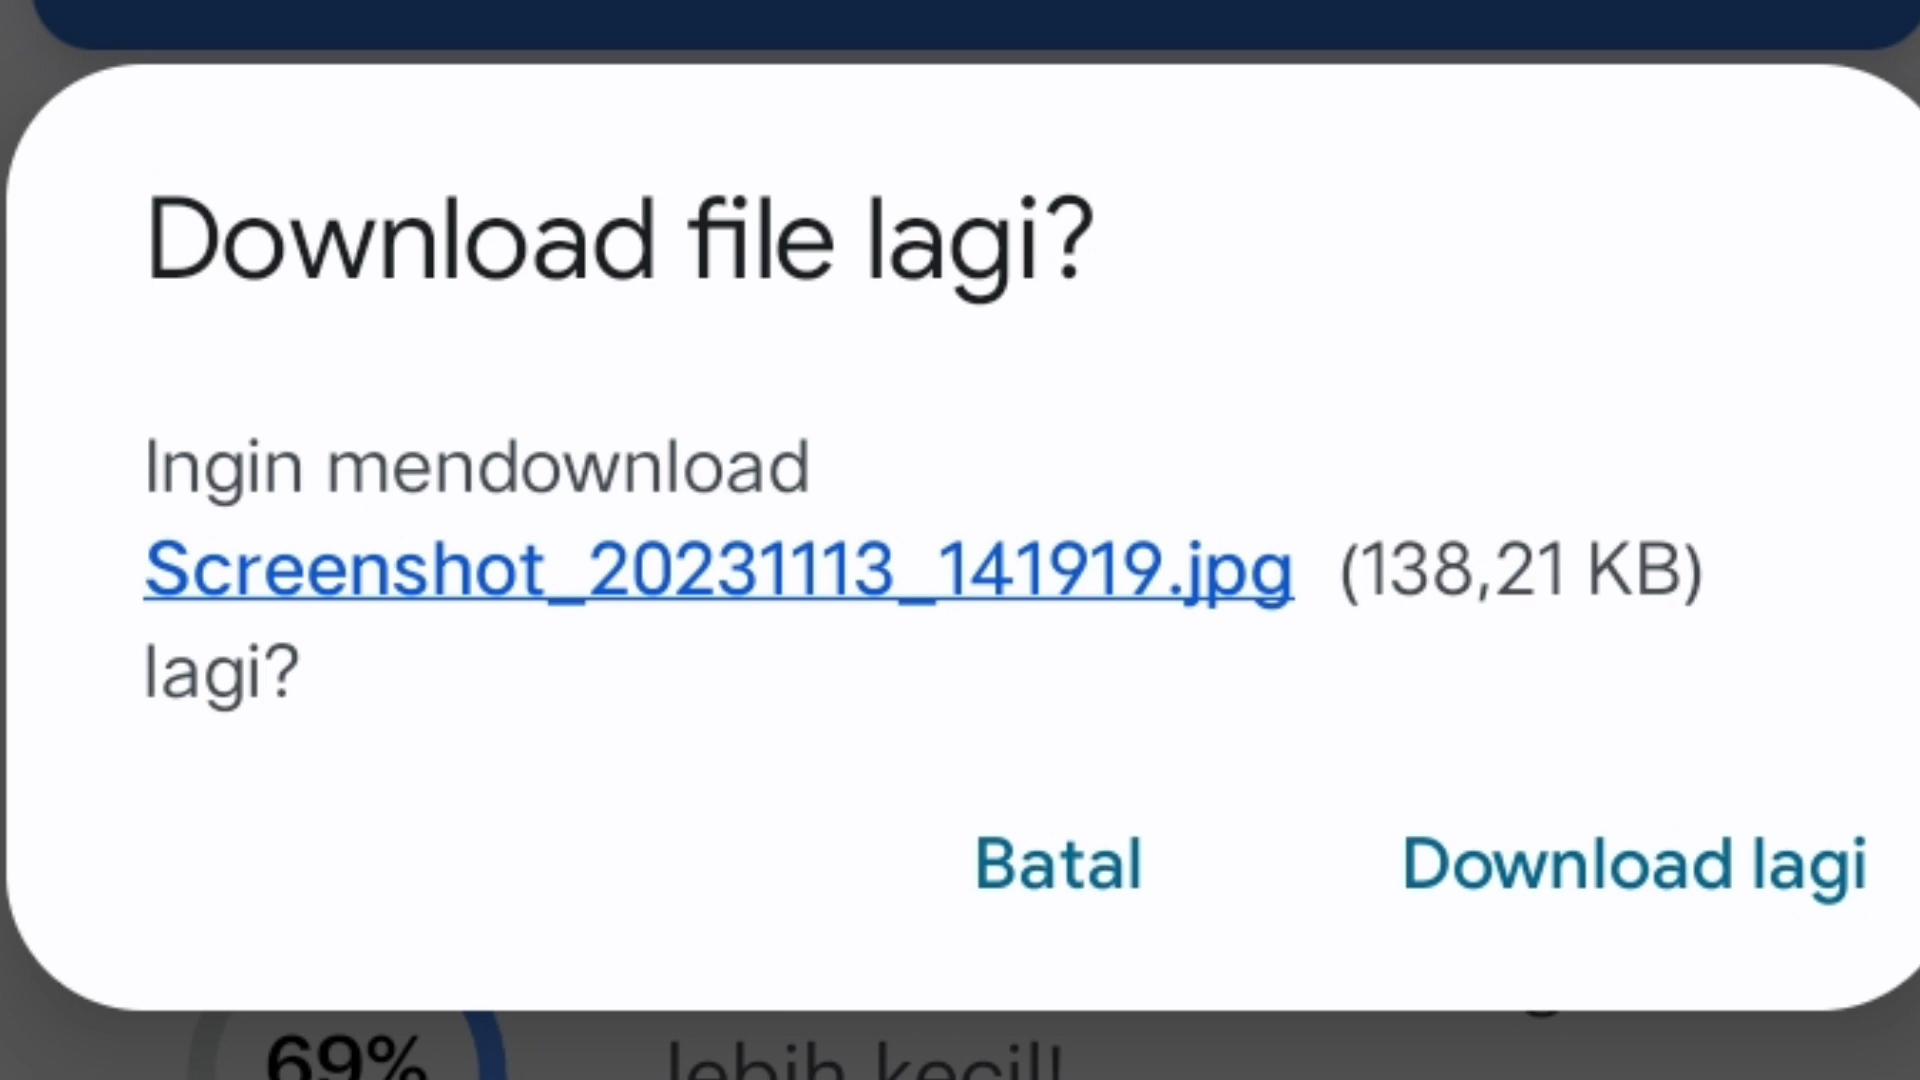 Download file lagi?
Ingin mendownload
Screenshot_20231113_141919.jpg (138,21 KB)
lagi?
Batal Download lagi
69% lebih kecil!